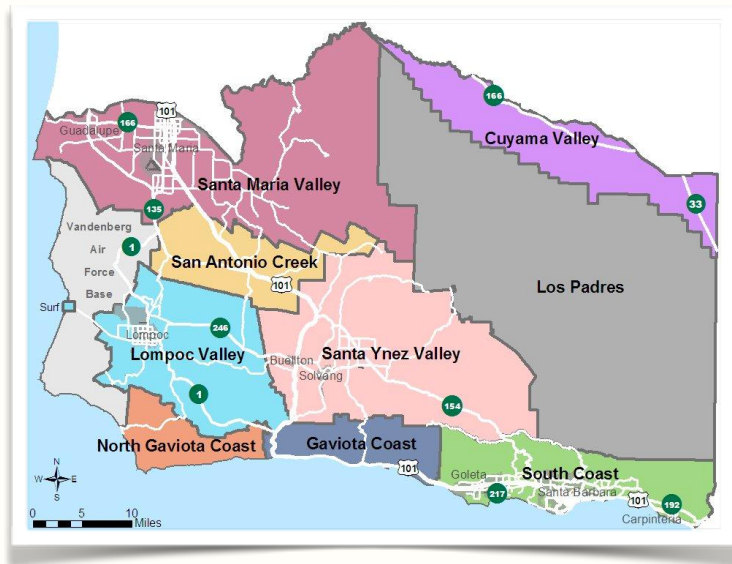 166
101
166
Guadalupe
Santa Maria
Cuyama Valley
Santa Maria Valley
33
135
Vandenberg
Air
Force
Base
1
San Antonio Creek
101
Los Padres
Surf
Lompoc
246
Lompoc Valley
Santa Ynez Valley
Buellton
Solvang
1
154
North Gaviota Coast
Gaviota Coast
101
South Coast
Goleta
217
Santa Barbara
101
192
Carpinteria
N
W E
S
0 5 10
Miles